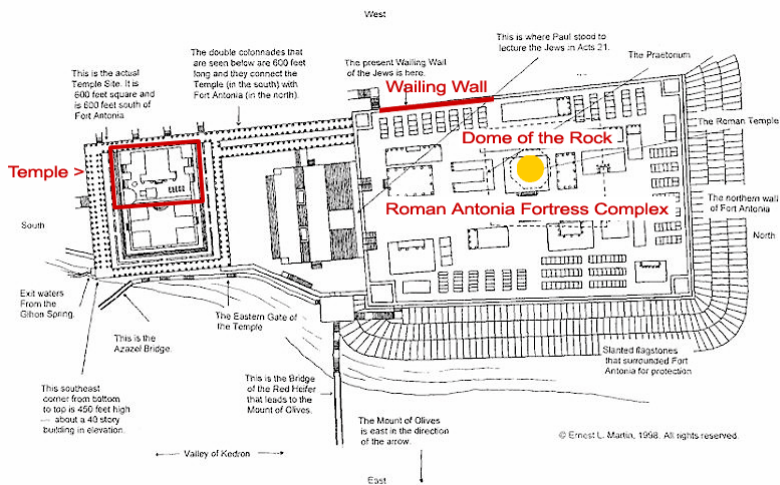 West
This is where Paul stood to
lecture the Jews in Acts 21.
The double colonnades that
are seen below are 600 feet
long and they connect the
Temple (in the south) with
Fort Antonia (in the north).
The Praetorium
The present Wailing Wall
of the Jews is here.
This is the actual
Temple Site. It is
600 feet square and
is 600 feet south of
Fort Antonia
Wailing Wall
The Roman Temple
Dome of the Rock
Temple >
Roman Antonia Fortress Complex
The northern wall
of Fort Antonia
South
North
Exit waters
From the
Gihon Spring.
The Eastern Gate of
the Temple
This is the
Azazel Bridge.
Slanted flagstones
that surrounded Fort
Antonia for protection
This southeast
corner from bottom
to top is 450 feet high
— about a 40 story
building in elevation.
This is the Bridge
of the Red Heifer
that leads to the
Mount of Olives.
The Mount of Olives
is east in the direction
of the arrow.
© Ernest L. Martin, 1998. All rights reserved.
Valley of Kedron
East